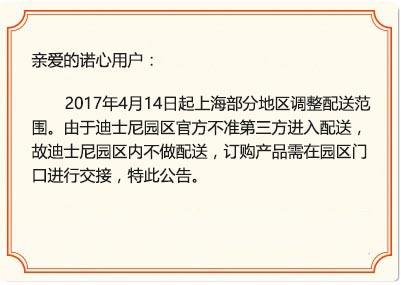 亲爱的诺心用户：
2017年4月14日起上海部分地区调整配送范
围。由于迪士尼园区官方不准第三方进入配送，
故迪士尼园区内不做配送，订购产品需在园区门
口进行交接，特此公告。